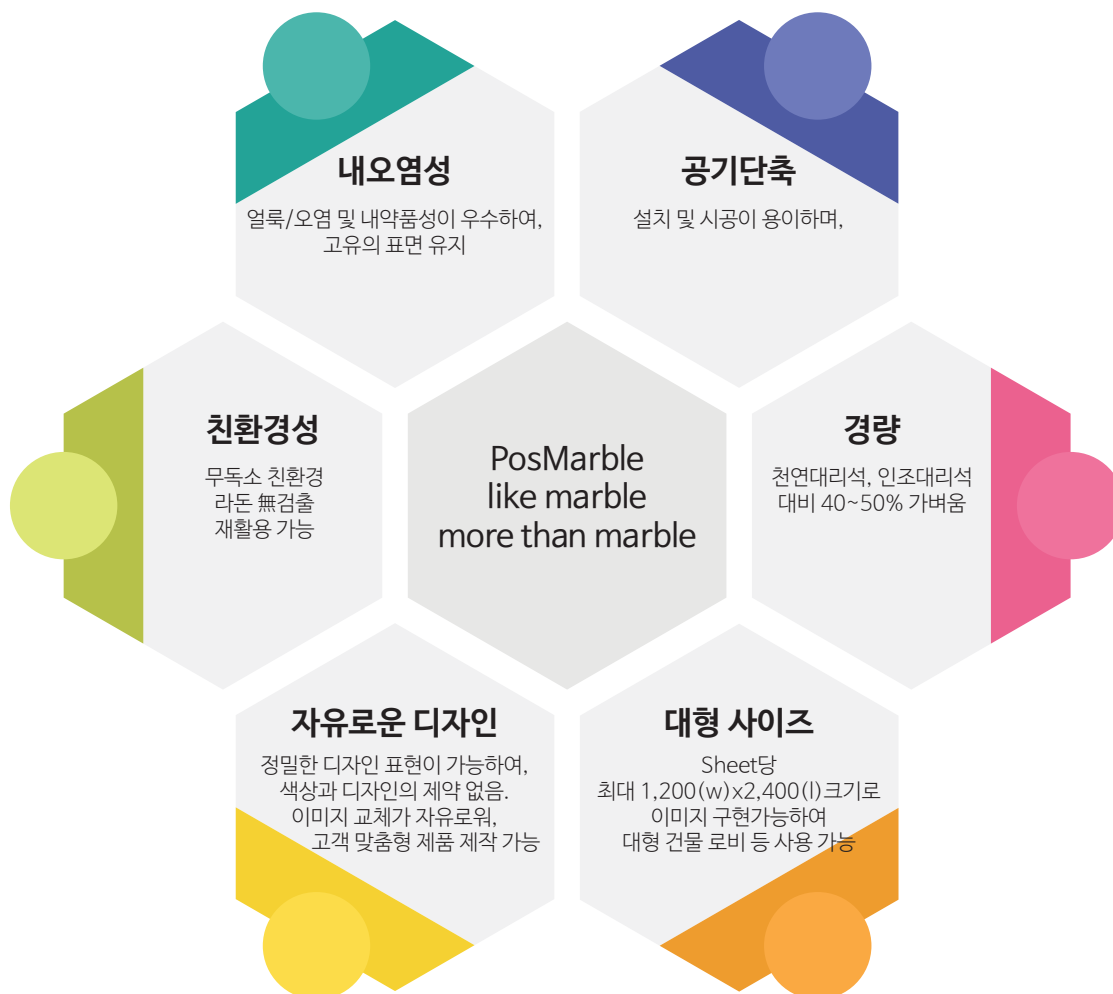 내오염성
얼룩/오염 및 내약품성이 우수하여,
고유의 표면 유지
공기단축
설치 및 시공이 용이하며,
친환경성
무독소 친환경
라돈 無검출
재활용 가능
PosMarble
like marble
more than marble
경량
천연대리석, 인조대리석
대비 40~50% 가벼움
자유로운 디자인
정밀한 디자인 표현이 가능하여,
색상과 디자인의 제약 없음.
이미지 교체가 자유로워,
고객 맞춤형 제품 제작 가능
대형 사이즈
Sheet당
최대 1,200(w)x2,400(l)크기로
이미지 구현가능하여
대형 건물 로비 등 사용 가능